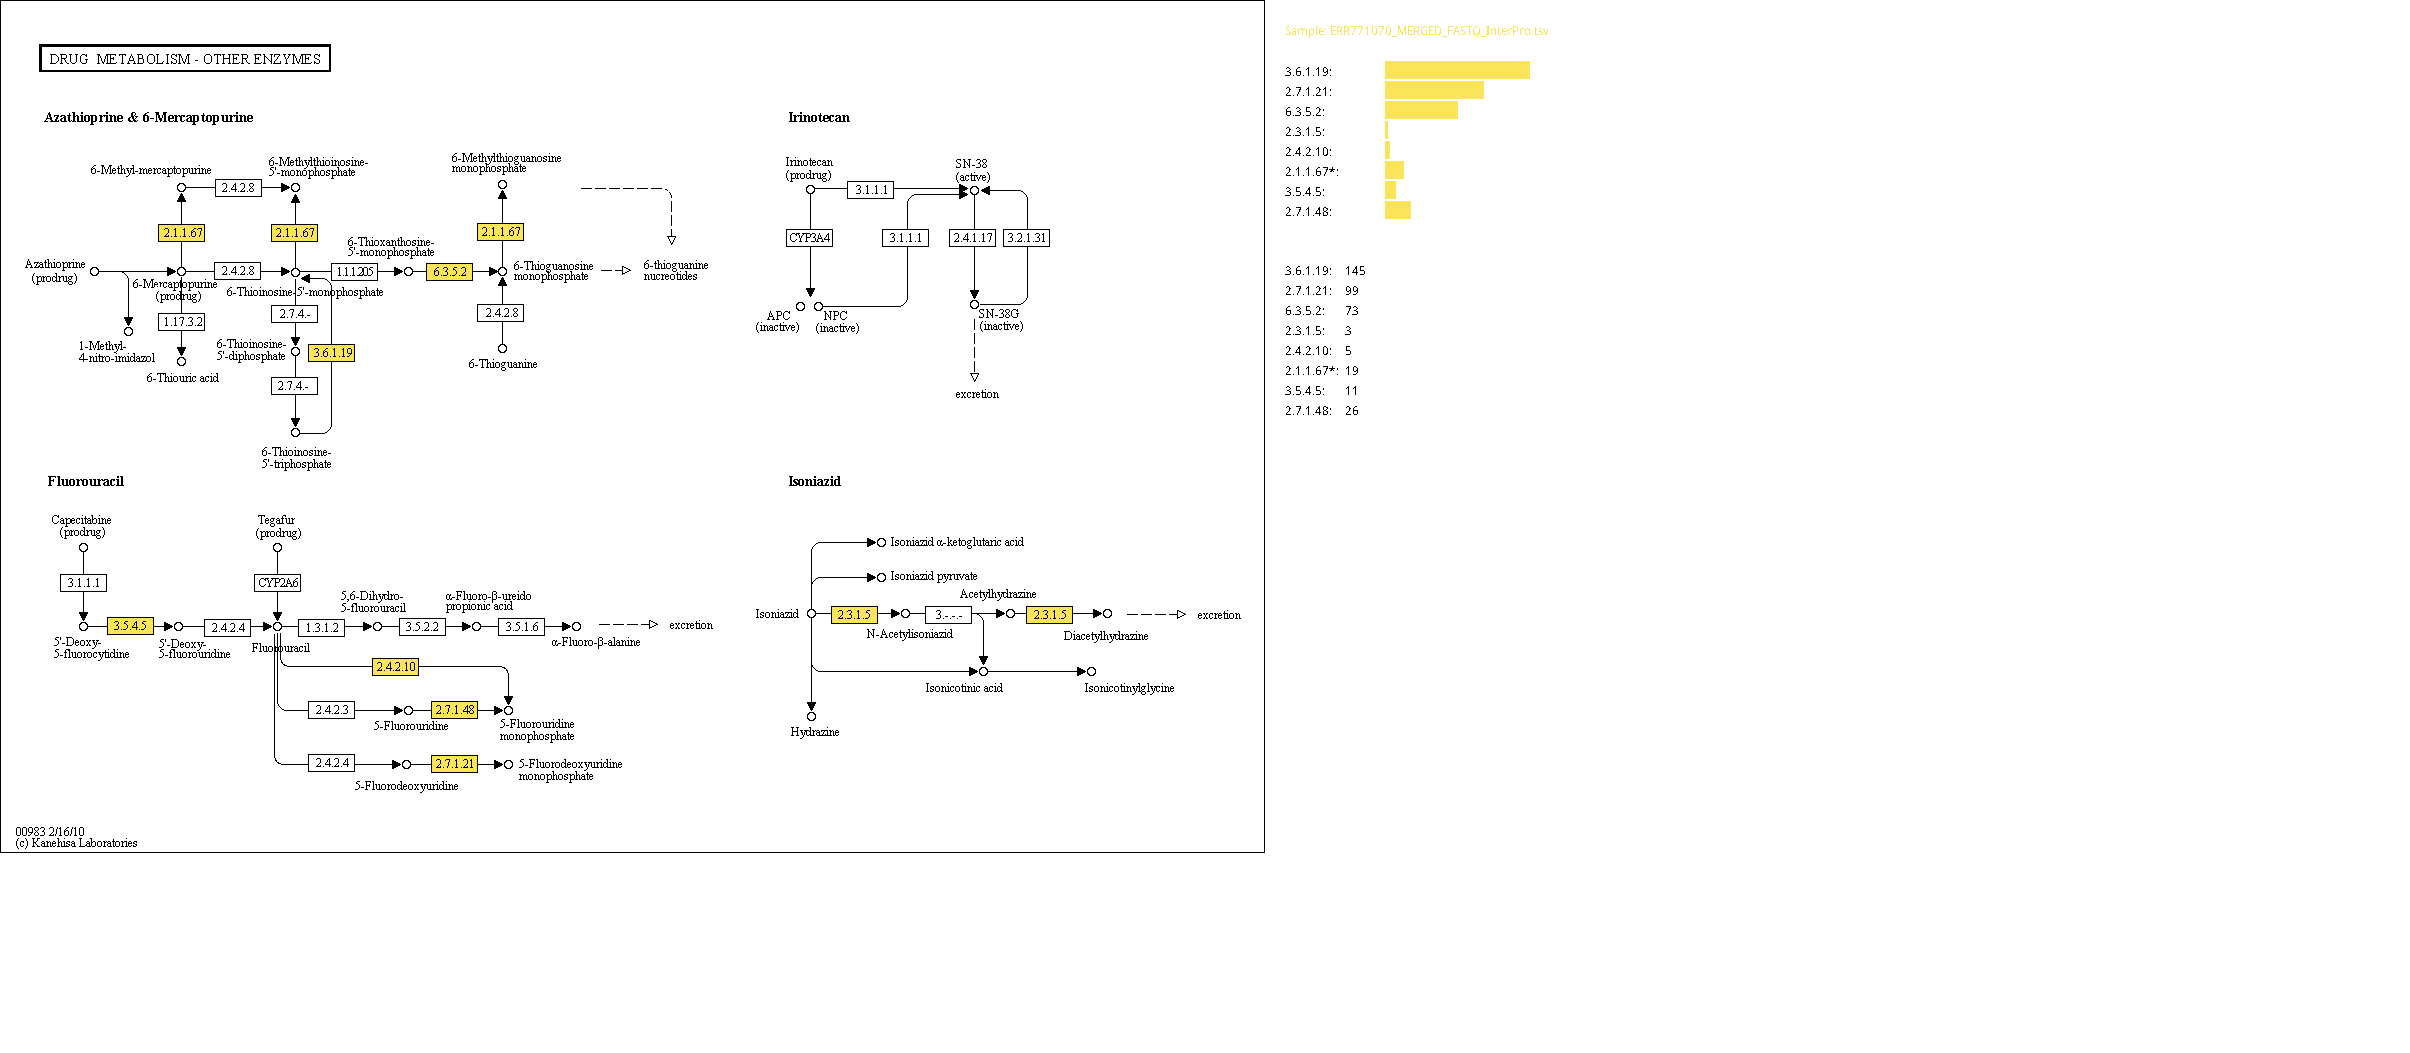 DRUG METABOLISM - OTHER ENZYMES
Azathioprine & 6-Mercaptopurine
6-Methyl-mercaptopurine
2.4.2.8
6-Methylthioinosine-
5'-monophosphate
6-Methylthioguanosine
monophosphate
2.1.1.67
2.1.1.67
2.1.1.67
Azathioprine
(prodrug)
6-Mercaptopurine
(prodrug)
2.4.2.8
6-Thioinosine-5'-monophosphate
1.1.1.205
6-Thioxanthosine-
5'-monophosphate
6.3.5.2
6-Thioguanosine
monophosphate
6-thioguanine
nucreotides
1.17.3.2
2.7.4.-
2.4.2.8
1-Methyl-
4-nitro-imidazol
6-Thioinosine-
5'-diphosphate
3.6.1.19
6-Thioguanine
6-Thiouric acid
2.7.4.-
6-Thioinosine-
5'-triphosphate
Irinotecan
Irinotecan
(prodrug)
3.1.1.1
SN-38
(active)
CYP3A4
3.1.1.1
2.4.1.17
3.2.1.31
APC
(inactive)
NPC
(inactive)
SN-38G
(inactive)
excretion
Fluorouracil
Capecitabine
(prodrug)
Tegafur
(prodrug)
3.1.1.1
CYP2A6
5'-Deoxy-
5-fluorocytidine
3.5.4.5
5'-Deoxy-
5-fluorouridine
2.4.2.4
Fluorouracil
1.3.1.2
5,6-Dihydro-
5-fluorouracil
3.5.2.2
α-Fluoro-β-ureido
propionic acid
3.5.1.6
α-Fluoro-β-alanine
excretion
2.4.2.10
2.4.2.3
5-Fluorouridine
2.7.1.48
5-Fluorouridine
monophosphate
2.4.2.4
5-Fluorodeoxyuridine
2.7.1.21
5-Fluorodeoxyuridine
monophosphate
Isoniazid
Isoniazid α-ketoglutaric acid
Isoniazid pyruvate
Isoniazid
2.3.1.5
N-Acetylisoniazid
3.-.-.-
Acetylhydrazine
2.3.1.5
Diacetylhydrazine
excretion
Isonicotinic acid
Isonicotinylglycine
Hydrazine
00983 2/16/10
(c) Kanehisa Laboratories
Sample: ERR771070_MERGED_FASTQ_InterPro.tsv
3.6.1.19:
2.7.1.21:
6.3.5.2:
2.3.1.5:
2.4.2.10:
2.1.1.67*:
3.5.4.5:
2.7.1.48:
3.6.1.19: 145
2.7.1.21: 99
6.3.5.2: 73
2.3.1.5: 3
2.4.2.10: 5
2.1.1.67*: 19
3.5.4.5: 11
2.7.1.48: 26